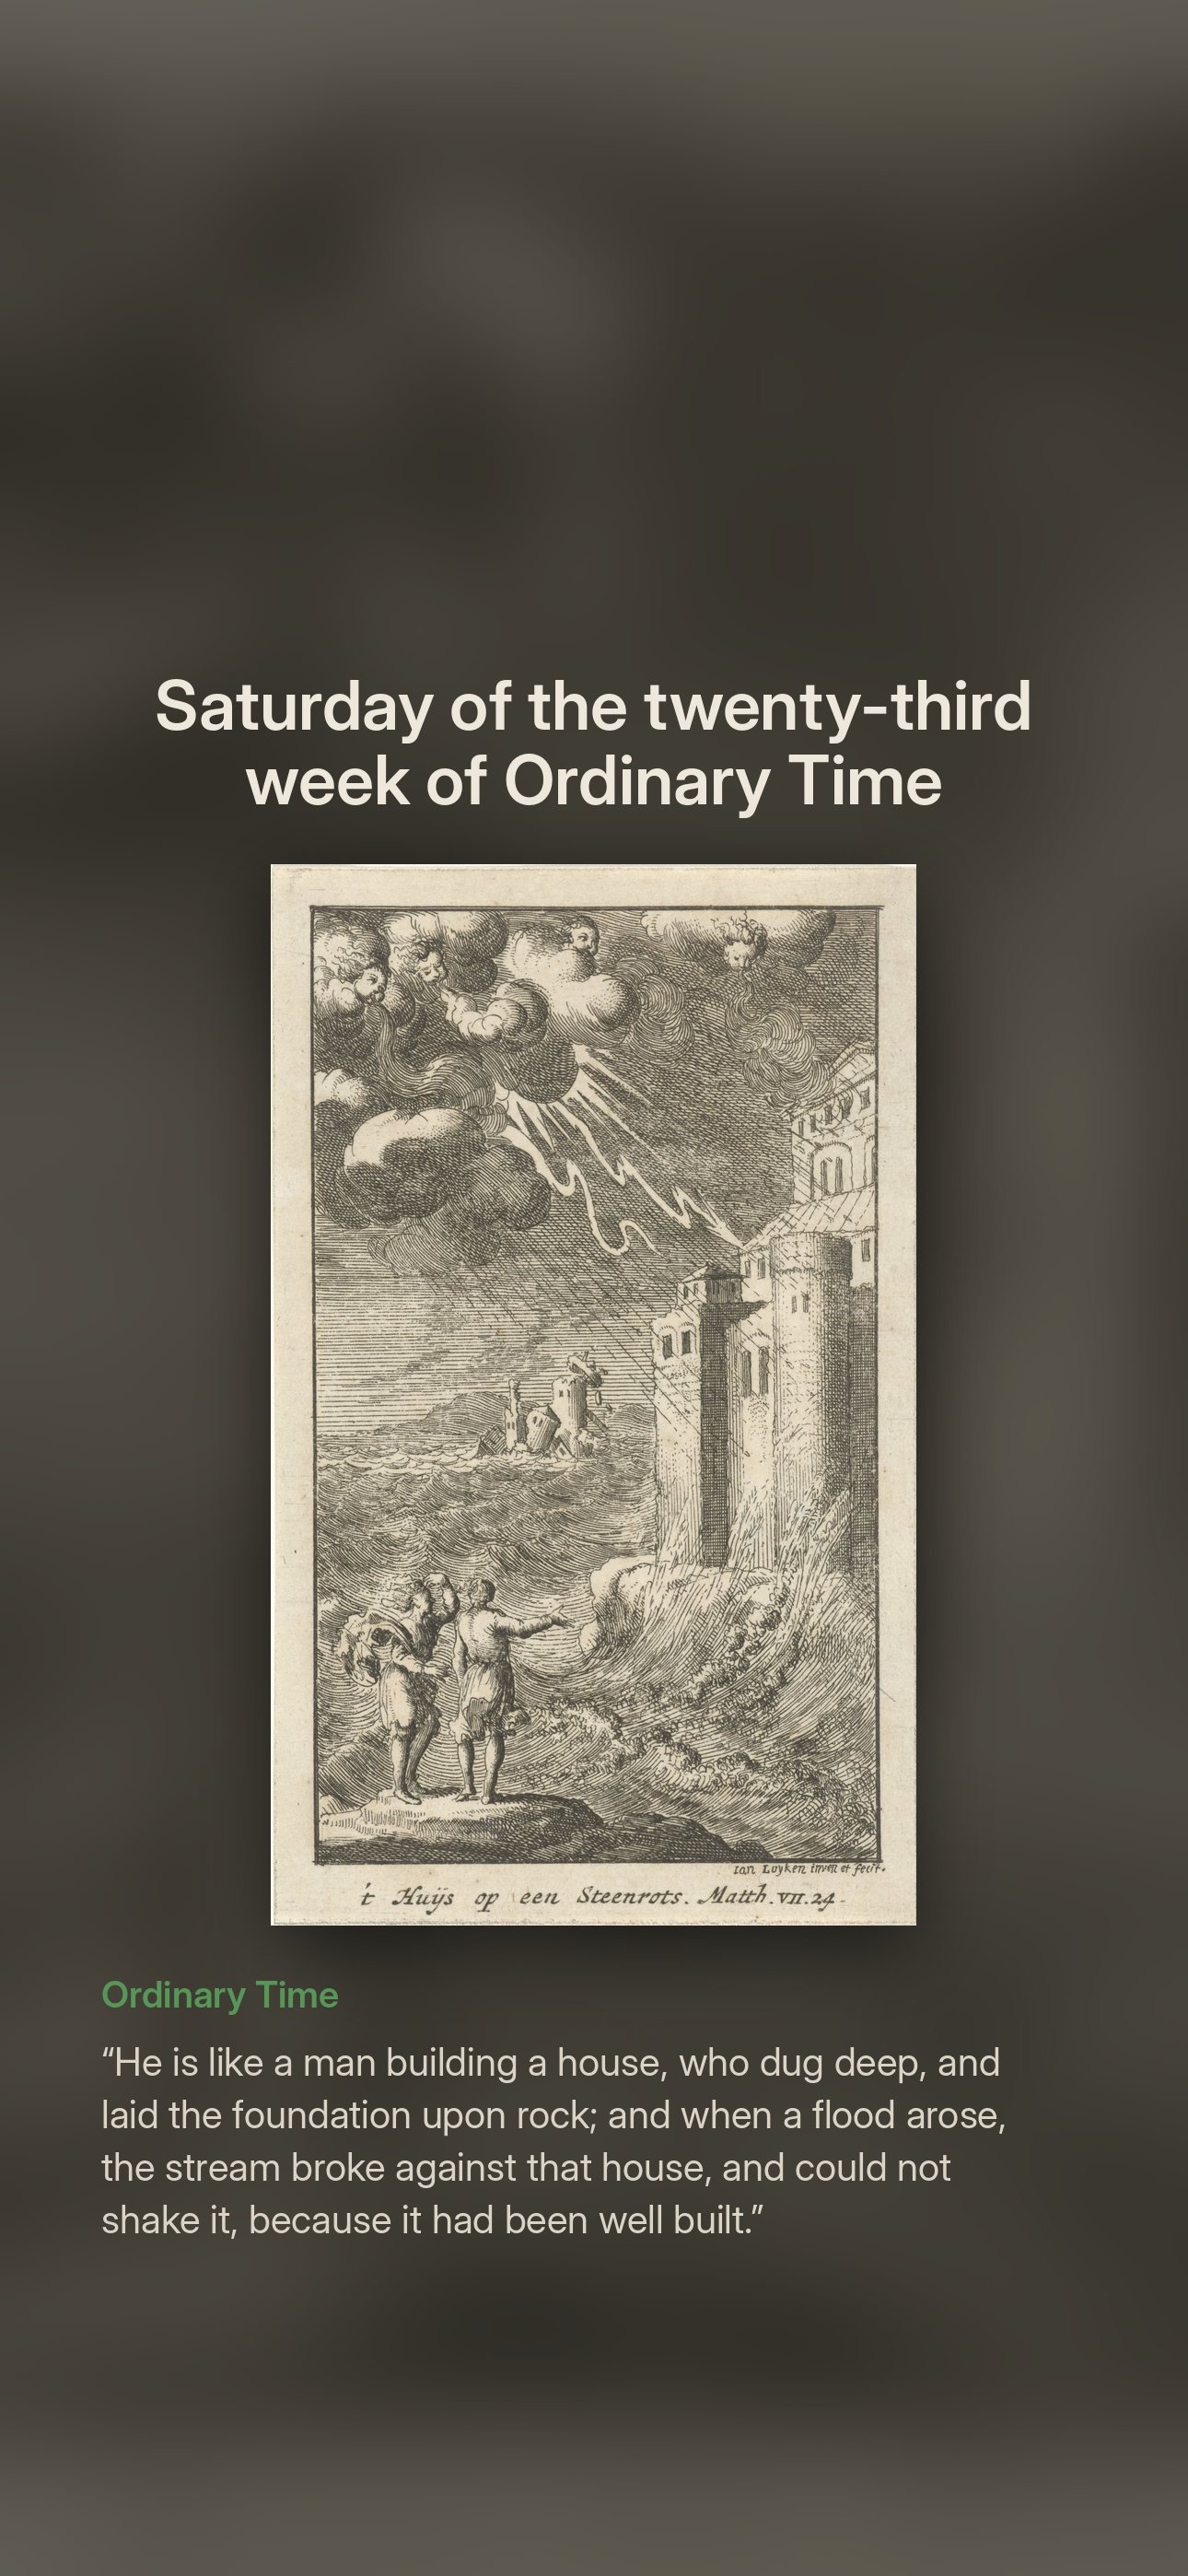 Saturday of the twenty-third
week of Ordinary Time
Ian Luyken inven et fecit.
't Huÿs op een Steenrots. Matth. VII. 24.
Ordinary Time
“He is like a man building a house, who dug deep, and
laid the foundation upon rock; and when a flood arose,
the stream broke against that house, and could not
shake it, because it had been well built.”